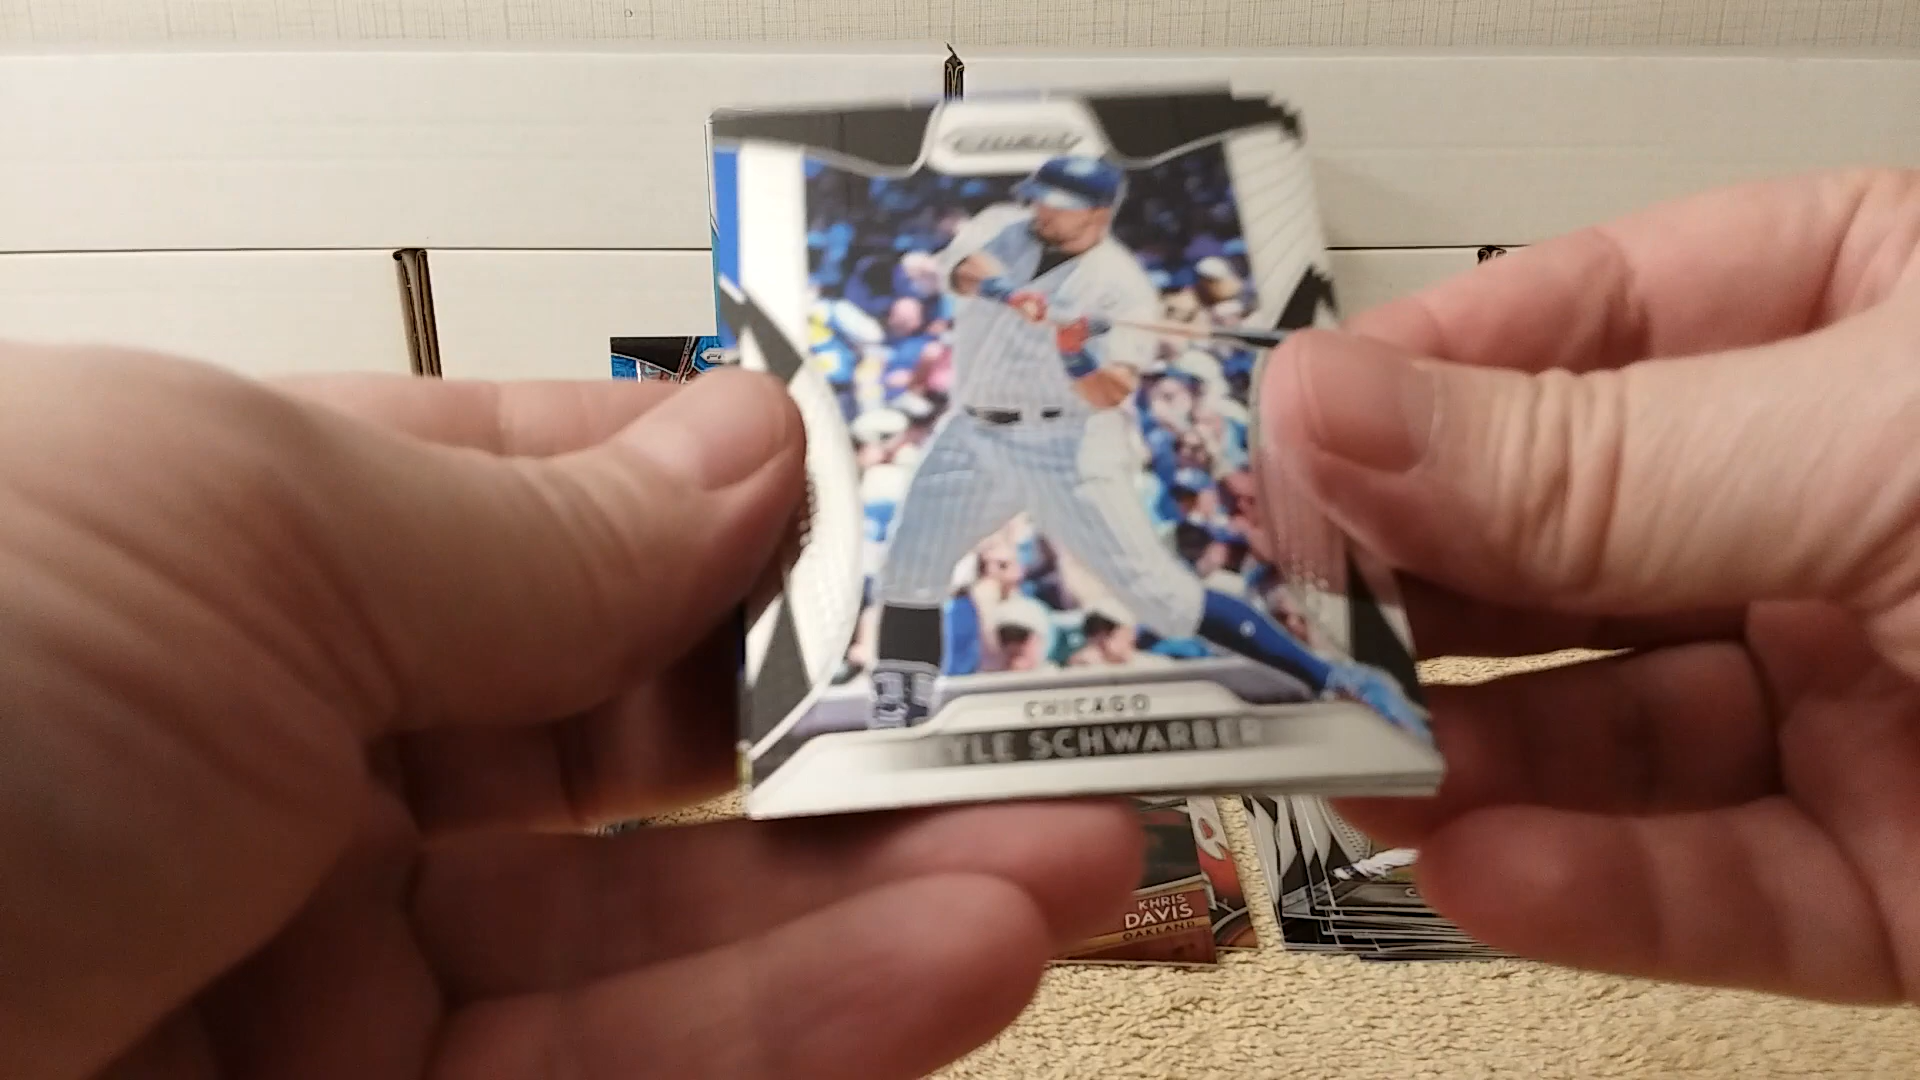 CHICAGO
YLE SCHWARBER
KHRIS
DAVIS
OAKLAND